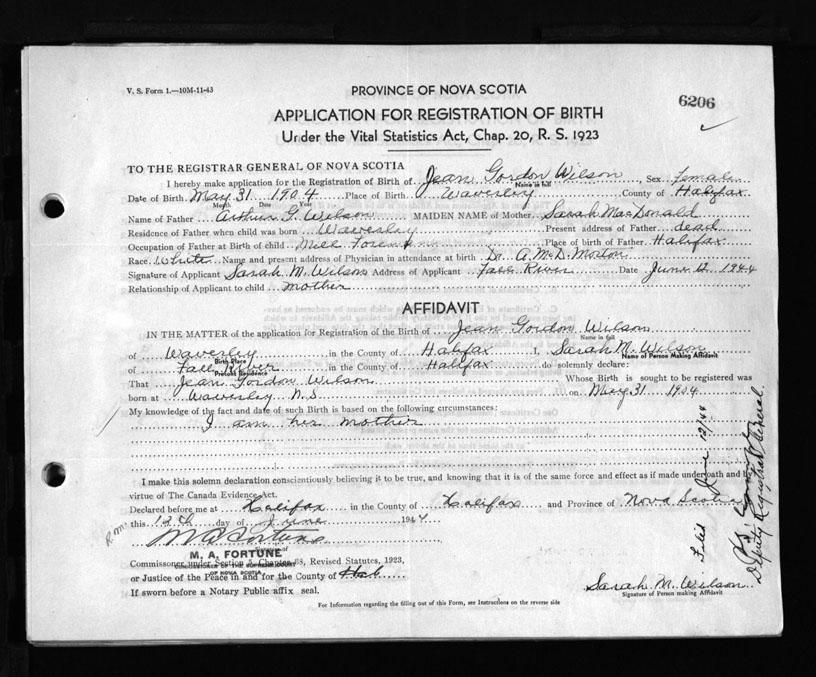 V. S. Form 1.—10M-11-43
PROVINCE OF NOVA SCOTIA
6206
APPLICATION FOR REGISTRATION OF BIRTH
Under the Vital Statistics Act, Chap. 20, R. S. 1923
TO THE REGISTRAR GENERAL OF NOVA SCOTIA
I hereby make application for the Registration of Birth of Jean Gordon Wilson, Sex female
Name in full
Date of Birth May 31 1904 Place of Birth Waverley County of Halifax
Month Date Year
Name of Father Arthur G. Wilson MAIDEN NAME of Mother Sarah MacDonald
Residence of Father when child was born Waverley Present address of Father dead
Occupation of Father at Birth of child Mill Foreman Place of birth of Father Halifax
Race White Name and present address of Physician in attendance at birth Dr. A. McD. Morton
Signature of Applicant Sarah M. Wilson Address of Applicant Fall River Date June 12 1944
Relationship of Applicant to child mother
AFFIDAVIT
IN THE MATTER of the application for Registration of the Birth of Jean Gordon Wilson
Name in full
of Waverley in the County of Halifax I, Sarah M. Wilson
Birth Place Name of Person Making Affidavit
of Fall River in the County of Halifax do solemnly declare:
Present Residence
That Jean Gordon Wilson Whose Birth is sought to be registered was
born at Waverley N. S. on May 31 1904
My knowledge of the fact and date of such Birth is based on the following circumstances:
I am her mother
I make this solemn declaration conscientiously believing it to be true, and knowing that it is of the same force and effect as if made under oath and by
virtue of The Canada Evidence Act.
Declared before me at Halifax in the County of Halifax and Province of Nova Scotia
this 12th day of June 1944
M A Fortune
M. A. FORTUNE
Commissoner under Section Chapter 38, Revised Statutes, 1923,
COMMISSIONER OF THE SUPREME COURT
OF NOVA SCOTIA
or Justice of the Peace in and for the County of
If sworn before a Notary Public affix seal.
Sarah M. Wilson
Signature of Person making Affidavit
For Information regarding the filling out of this Form, see Instructions on the reverse side
Filed June 12/44
Deputy Registrar General